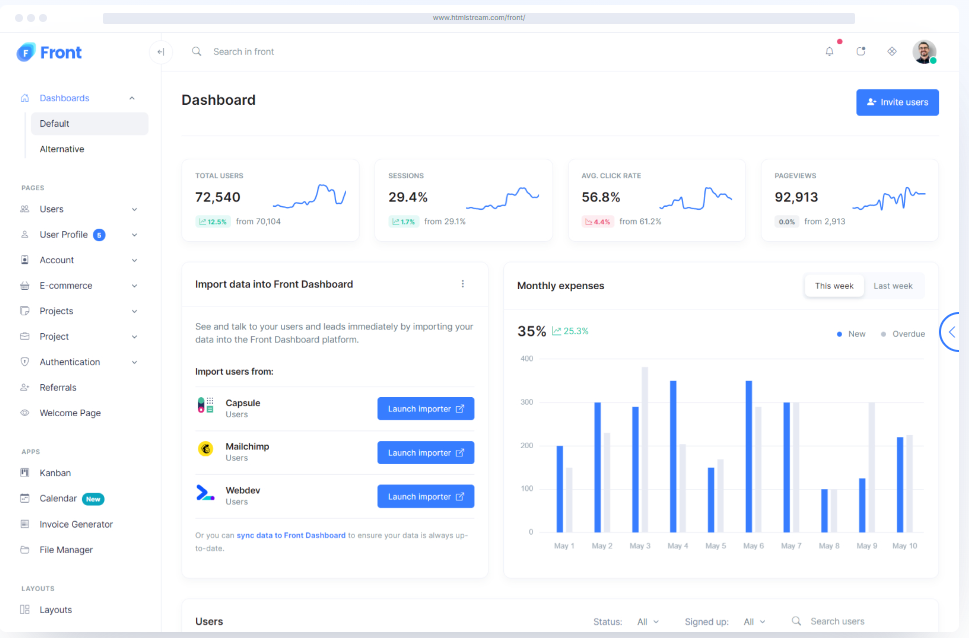 www.htmlstream.com/front/
Front
Search in front
Dashboards
Default
Alternative
PAGES
Users
User Profile 5
Account
E-commerce
Projects
Project
Authentication
Referrals
Welcome Page
APPS
Kanban
Calendar New
Invoice Generator
File Manager
LAYOUTS
Layouts
Dashboard
Invite users
TOTAL USERS
72,540
12.5% from 70,104
SESSIONS
29.4%
1.7% from 29.1%
AVG. CLICK RATE
56.8%
4.4% from 61.2%
PAGEVIEWS
92,913
0.0% from 2,913
Import data into Front Dashboard
See and talk to your users and leads immediately by importing your
data into the Front Dashboard platform.
Import users from:
Capsule
Users
Launch Importer
Mailchimp
Users
Launch Importer
Webdev
Users
Launch Importer
Or you can sync data to Front Dashboard to ensure your data is always up-
to-date.
Monthly expenses
This week Last week
35% 25.3%
New Overdue
400
300
200
100
0
May 1 May 2 May 3 May 4 May 5 May 6 May 7 May 8 May 9 May 10
Users
Status: All Signed up: All Search users